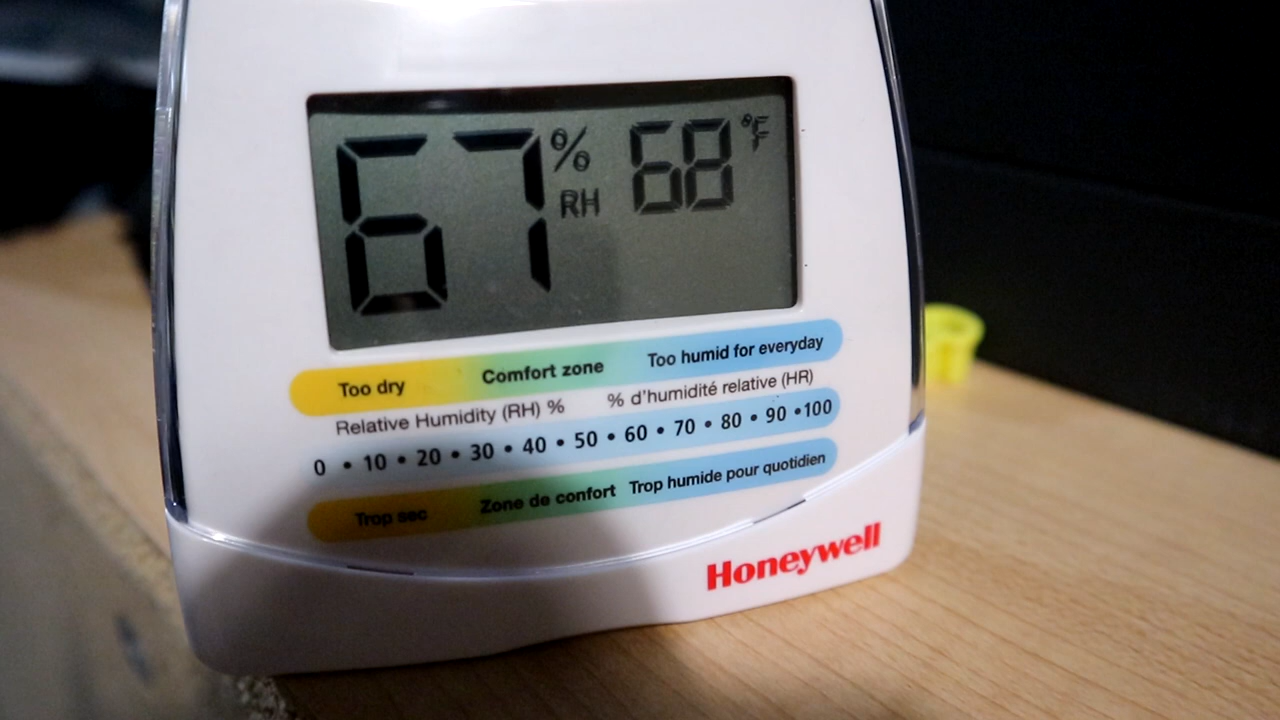 67 % RH 68 °F
Too dry Comfort zone Too humid for everyday
Relative Humidity (RH) % % d'humidité relative (HR)
0 • 10 • 20 • 30 • 40 • 50 • 60 • 70 • 80 • 90 • 100
Trop sec Zone de confort Trop humide pour quotidien
Honeywell